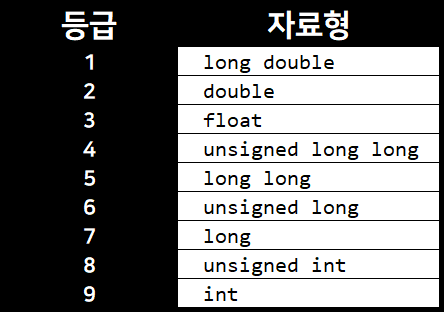 등급 자료형
1 long double
2 double
3 float
4 unsigned long long
5 long long
6 unsigned long
7 long
8 unsigned int
9 int